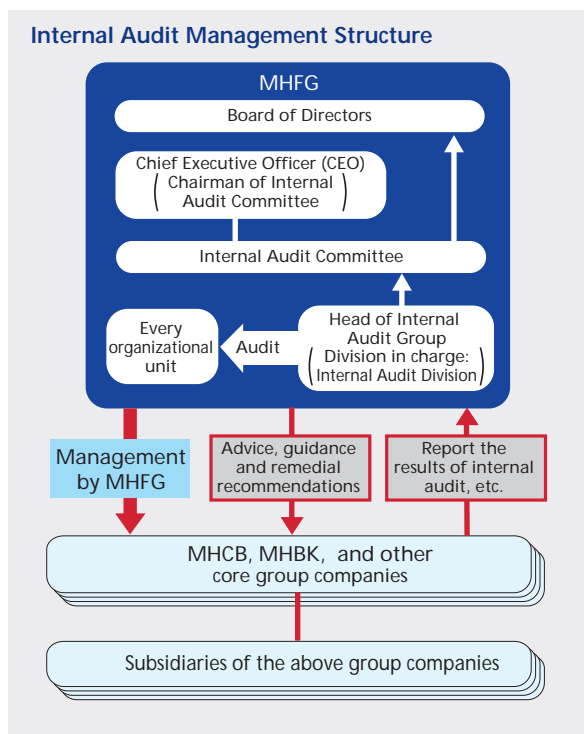 Internal Audit Management Structure
MHFG
Board of Directors
Chief Executive Officer (CEO)
(Chairman of Internal
Audit Committee)
Internal Audit Committee
Every
organizational
unit
Audit
Head of Internal
Audit Group
(Division in charge:
Internal Audit Division)
Management
by MHFG
Advice, guidance
and remedial
recommendations
Report the
results of internal
audit, etc.
MHCB, MHBK, and other
core group companies
Subsidiaries of the above group companies